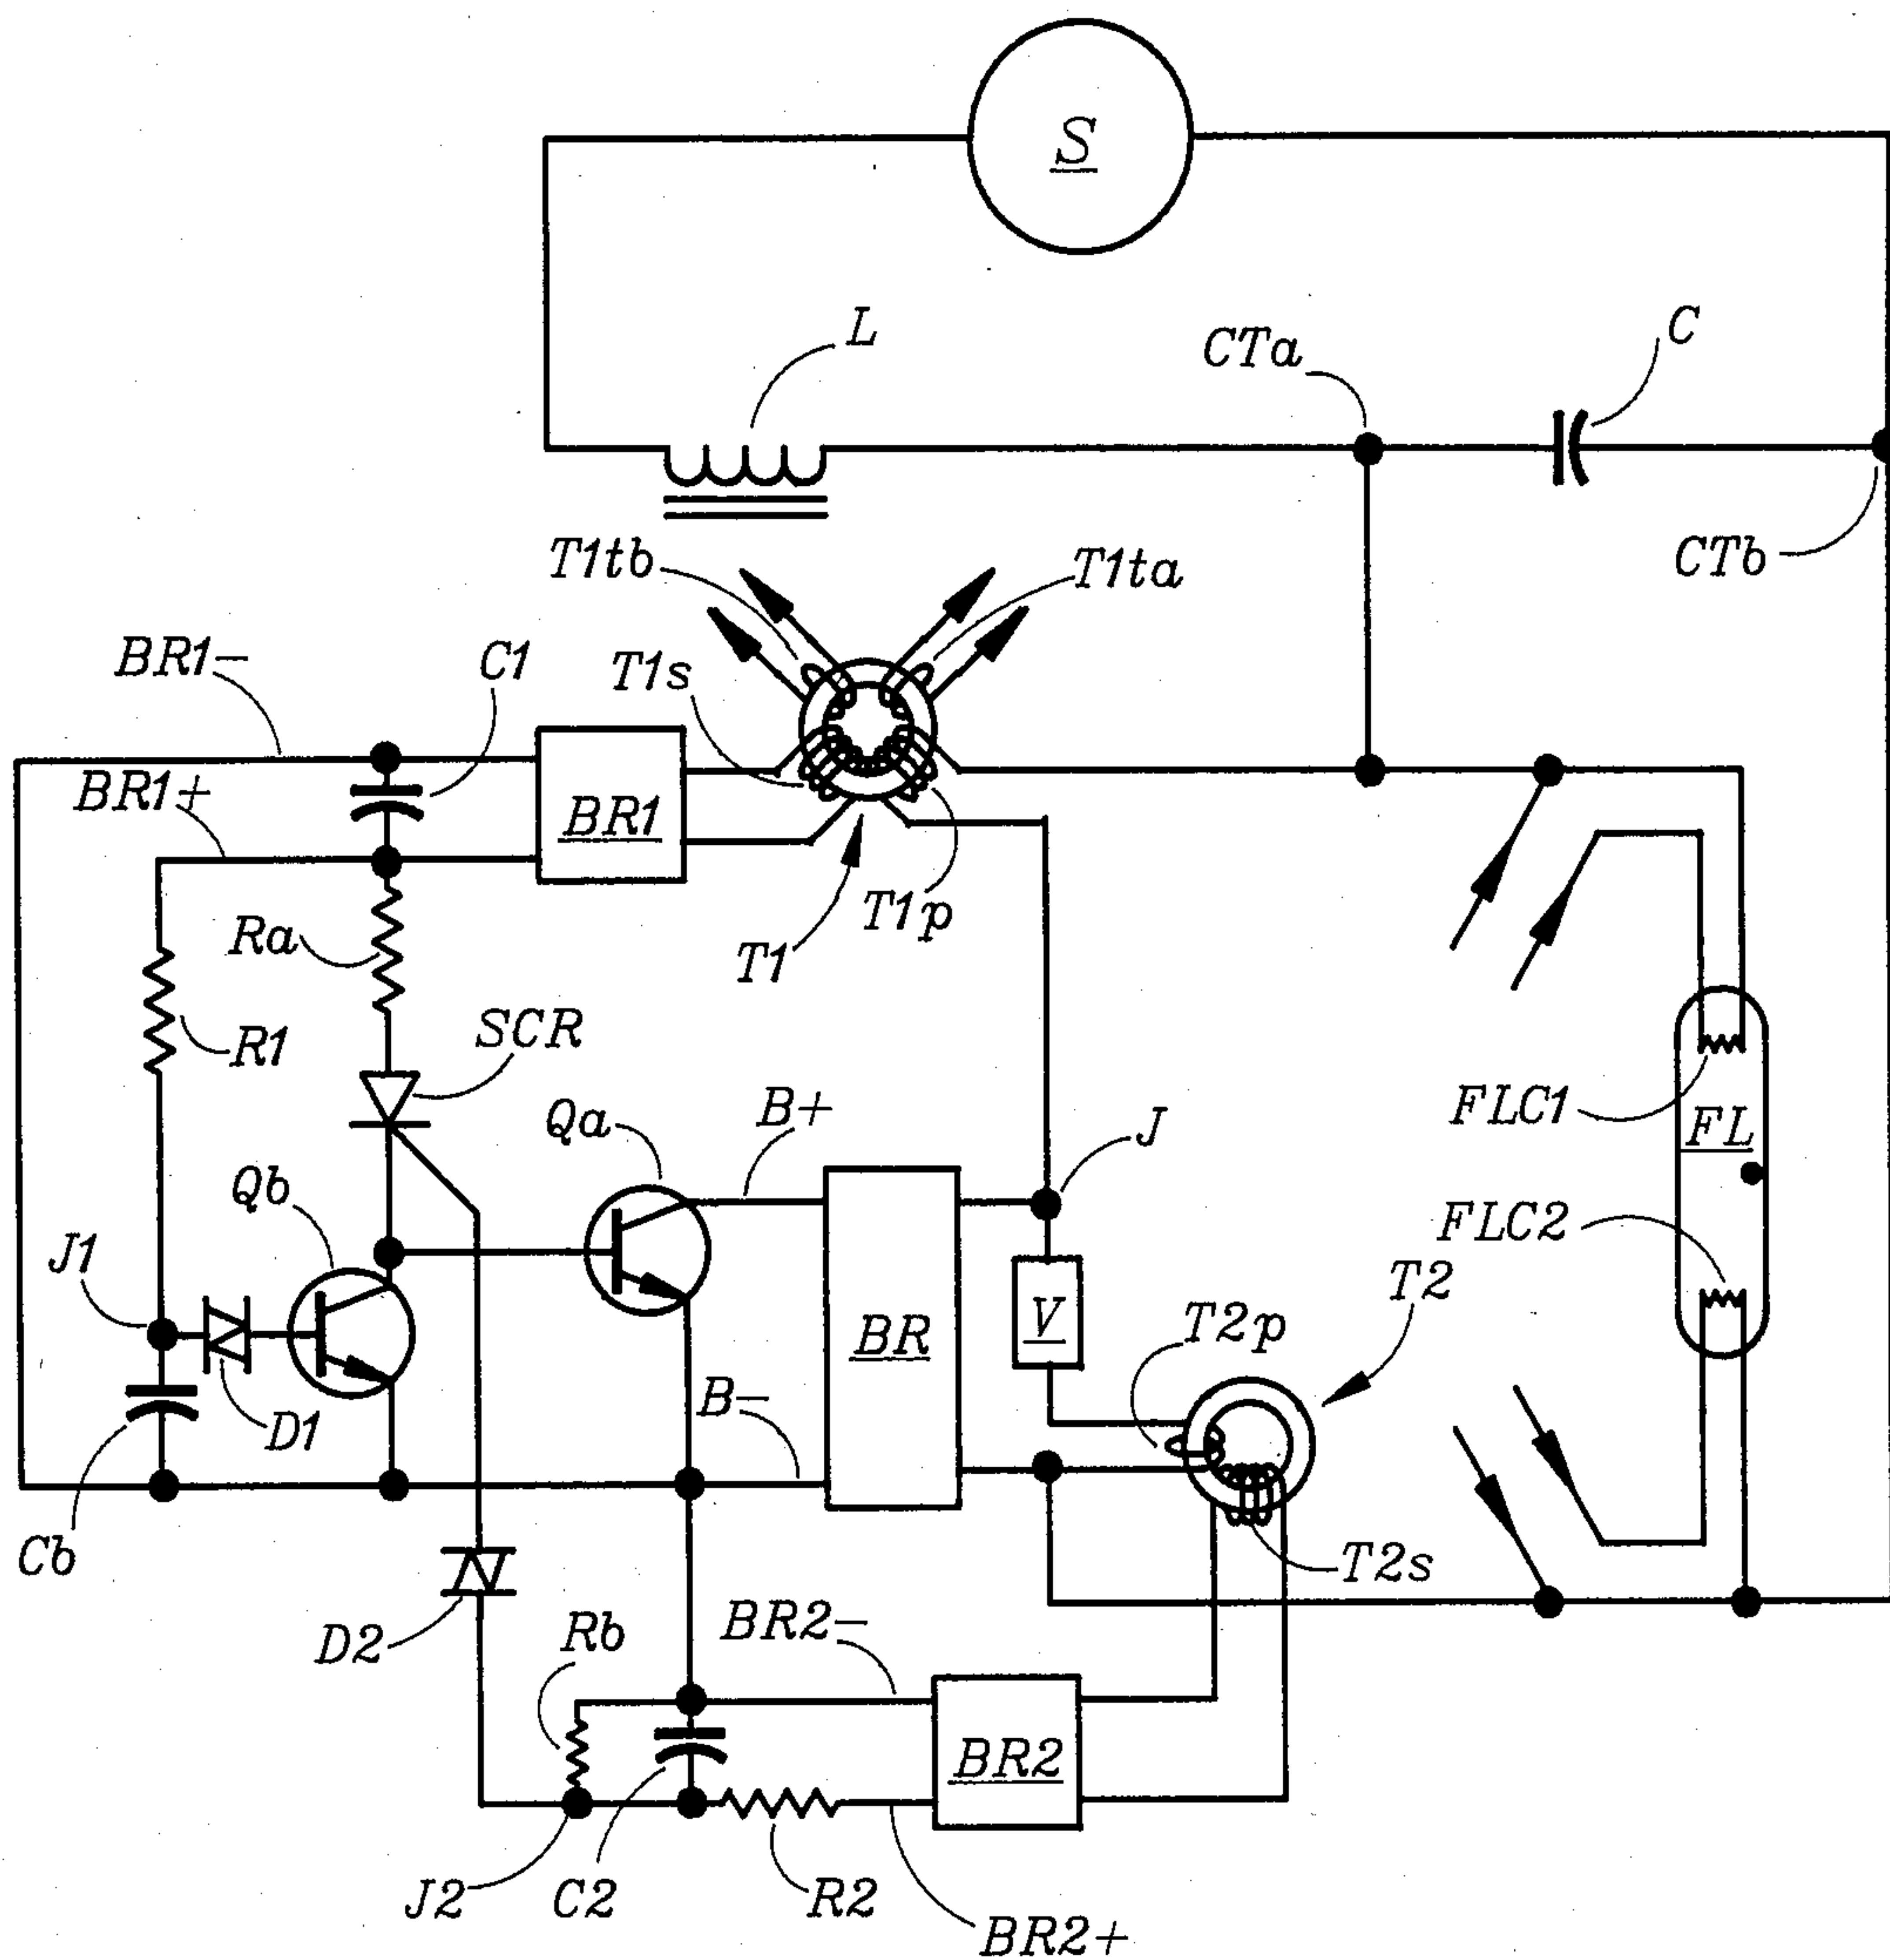 S
L
CTa
C
T1tb
T1ta
CTb
BR1-
C1
T1s
BR1+
BR1
Ra
T1p
T1
R1
SCR
Qa
B+
J
FLC1
FL
Qb
FLC2
J1
T2
T2p
V
BR
B-
D1
Cb
T2s
D2
Rb
BR2-
BR2
J2
C2
R2
BR2+